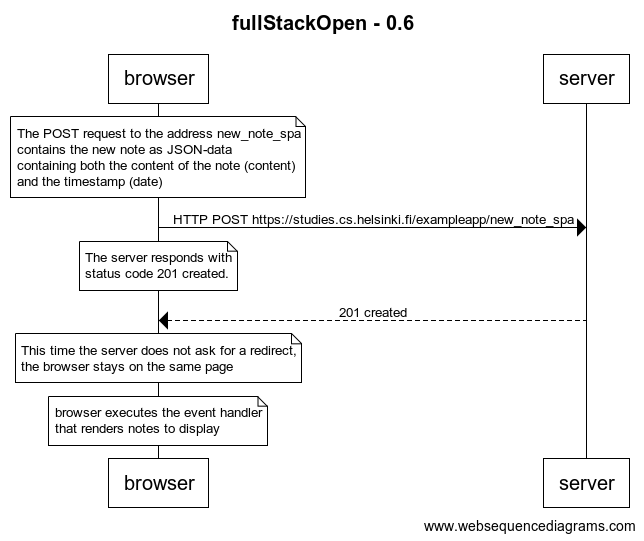 fullStackOpen - 0.6
browser
server
The POST request to the address new_note_spa
contains the new note as JSON-data
containing both the content of the note (content)
and the timestamp (date)
HTTP POST https://studies.cs.helsinki.fi/exampleapp/new_note_spa
The server responds with
status code 201 created.
201 created
This time the server does not ask for a redirect,
the browser stays on the same page
browser executes the event handler
that renders notes to display
browser
server
www.websequencediagrams.com